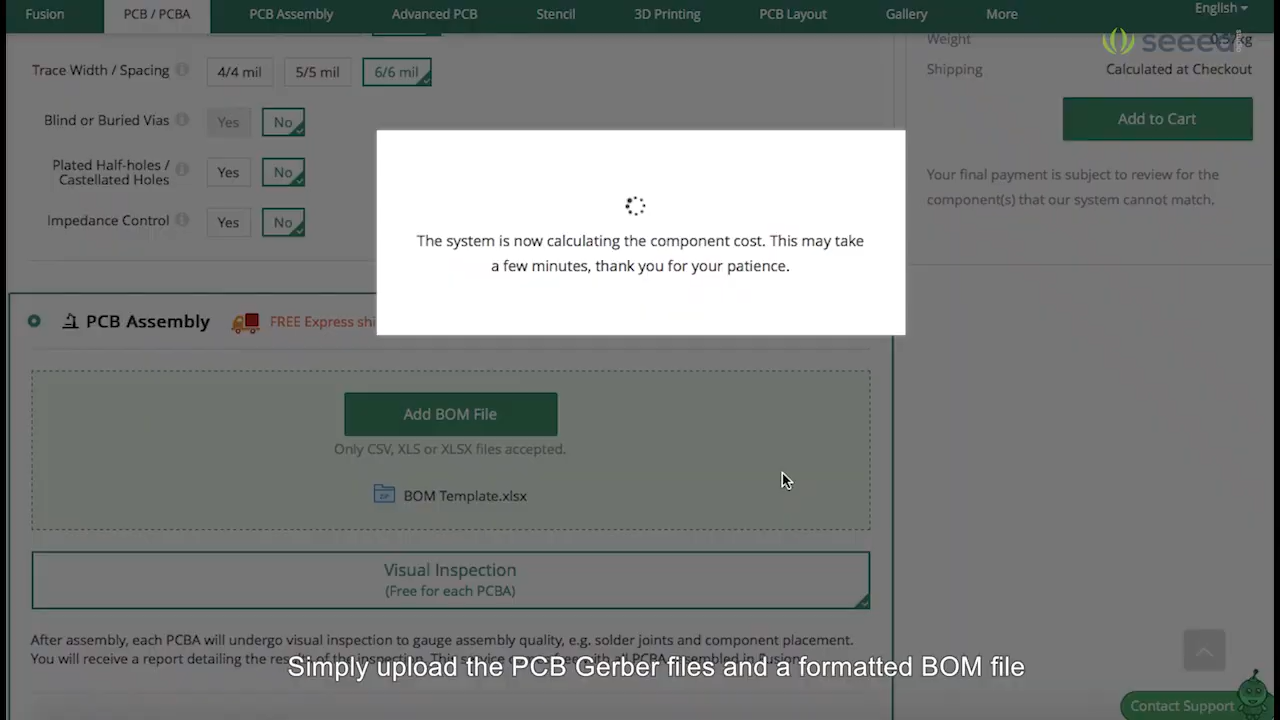 Fusion
PCB / PCBA
PCB Assembly
Advanced PCB
Stencil
3D Printing
PCB Layout
Gallery
More
English
Weight
seeed
Trace Width / Spacing
4/4 mil
5/5 mil
6/6 mil
Shipping
Calculated at Checkout
Blind or Buried Vias
Yes
No
Add to Cart
Plated Half-holes /
Castellated Holes
Yes
No
Your final payment is subject to review for the
component(s) that our system cannot match.
Impedance Control
Yes
No
The system is now calculating the component cost. This may take
a few minutes, thank you for your patience.
PCB Assembly
FREE Express
Add BOM File
Only CSV, XLS or XLSX files accepted.
BOM Template.xlsx
Visual Inspection
(Free for each PCBA)
After assembly, each PCBA will undergo visual inspection to gauge assembly quality, e.g. solder joints and component placement.
You will receive a report detailing the
Simply upload the PCB Gerber files and a formatted BOM file
Contact Support